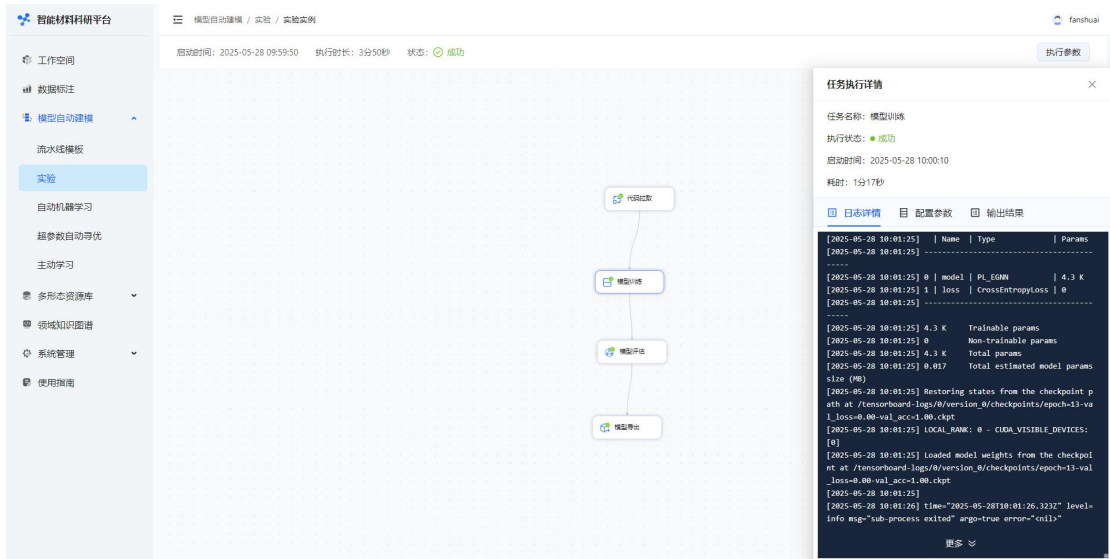 智能材料科研平台
模型自动建模 / 实验 / 实验实例
fanshuai
工作空间
数据标注
模型自动建模
流水线模板
实验
自动机器学习
超参数自动寻优
主动学习
多形态资源库
领域知识图谱
系统管理
使用指南
启动时间：2025-05-28 09:59:50 执行时长：3分50秒 状态： 成功
执行参数
代码拉取
模型训练
模型评估
模型导出
任务执行详情
任务名称：模型训练
执行状态：成功
启动时间：2025-05-28 10:00:10
耗时：1分17秒
日志详情 配置参数 输出结果
[2025-05-28 10:01:25] | Name | Type | Params
[2025-05-28 10:01:25] --------------------------------------
-----
[2025-05-28 10:01:25] 0 | model | PL_EGNN | 4.3 K
[2025-05-28 10:01:25] 1 | loss | CrossEntropyLoss | 0
[2025-05-28 10:01:25] --------------------------------------
-----
[2025-05-28 10:01:25] 4.3 K Trainable params
[2025-05-28 10:01:25] 0 Non-trainable params
[2025-05-28 10:01:25] 4.3 K Total params
[2025-05-28 10:01:25] 0.017 Total estimated model params
size (MB)
[2025-05-28 10:01:25] Restoring states from the checkpoint p
ath at /tensorboard-logs/0/version_0/checkpoints/epoch=13-va
l_loss=0.00-val_acc=1.00.ckpt
[2025-05-28 10:01:25] LOCAL_RANK: 0 - CUDA_VISIBLE_DEVICES:
[0]
[2025-05-28 10:01:25] Loaded model weights from the checkpoi
nt at /tensorboard-logs/0/version_0/checkpoints/epoch=13-val
_loss=0.00-val_acc=1.00.ckpt
[2025-05-28 10:01:25]
[2025-05-28 10:01:26] time="2025-05-28T10:01:26.323Z" level=
info msg="sub-process exited" argo=true error="<nil>"
更多